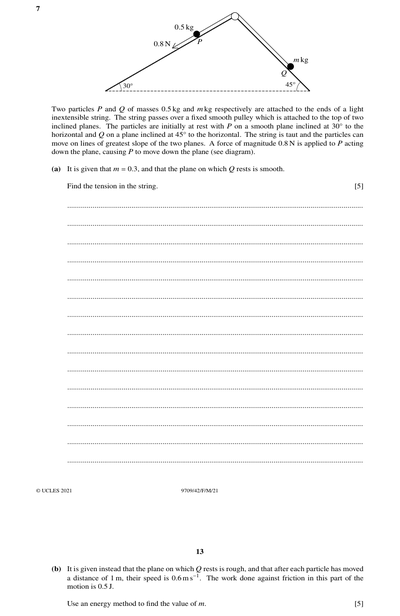 7
0.5 kg
0.8 N
P
m kg
Q
30°
45°
Two particles P and Q of masses 0.5 kg and m kg respectively are attached to the ends of a light
inextensible string. The string passes over a fixed smooth pulley which is attached to the top of two
inclined planes. The particles are initially at rest with P on a smooth plane inclined at 30° to the
horizontal and Q on a plane inclined at 45° to the horizontal. The string is taut and the particles can
move on lines of greatest slope of the two planes. A force of magnitude 0.8 N is applied to P acting
down the plane, causing P to move down the plane (see diagram).
(a) It is given that m = 0.3, and that the plane on which Q rests is smooth.
Find the tension in the string. [5]
© UCLES 2021 9709/42/F/M/21
13
(b) It is given instead that the plane on which Q rests is rough, and that after each particle has moved
a distance of 1 m, their speed is 0.6 m s⁻¹. The work done against friction in this part of the
motion is 0.5 J.
Use an energy method to find the value of m. [5]